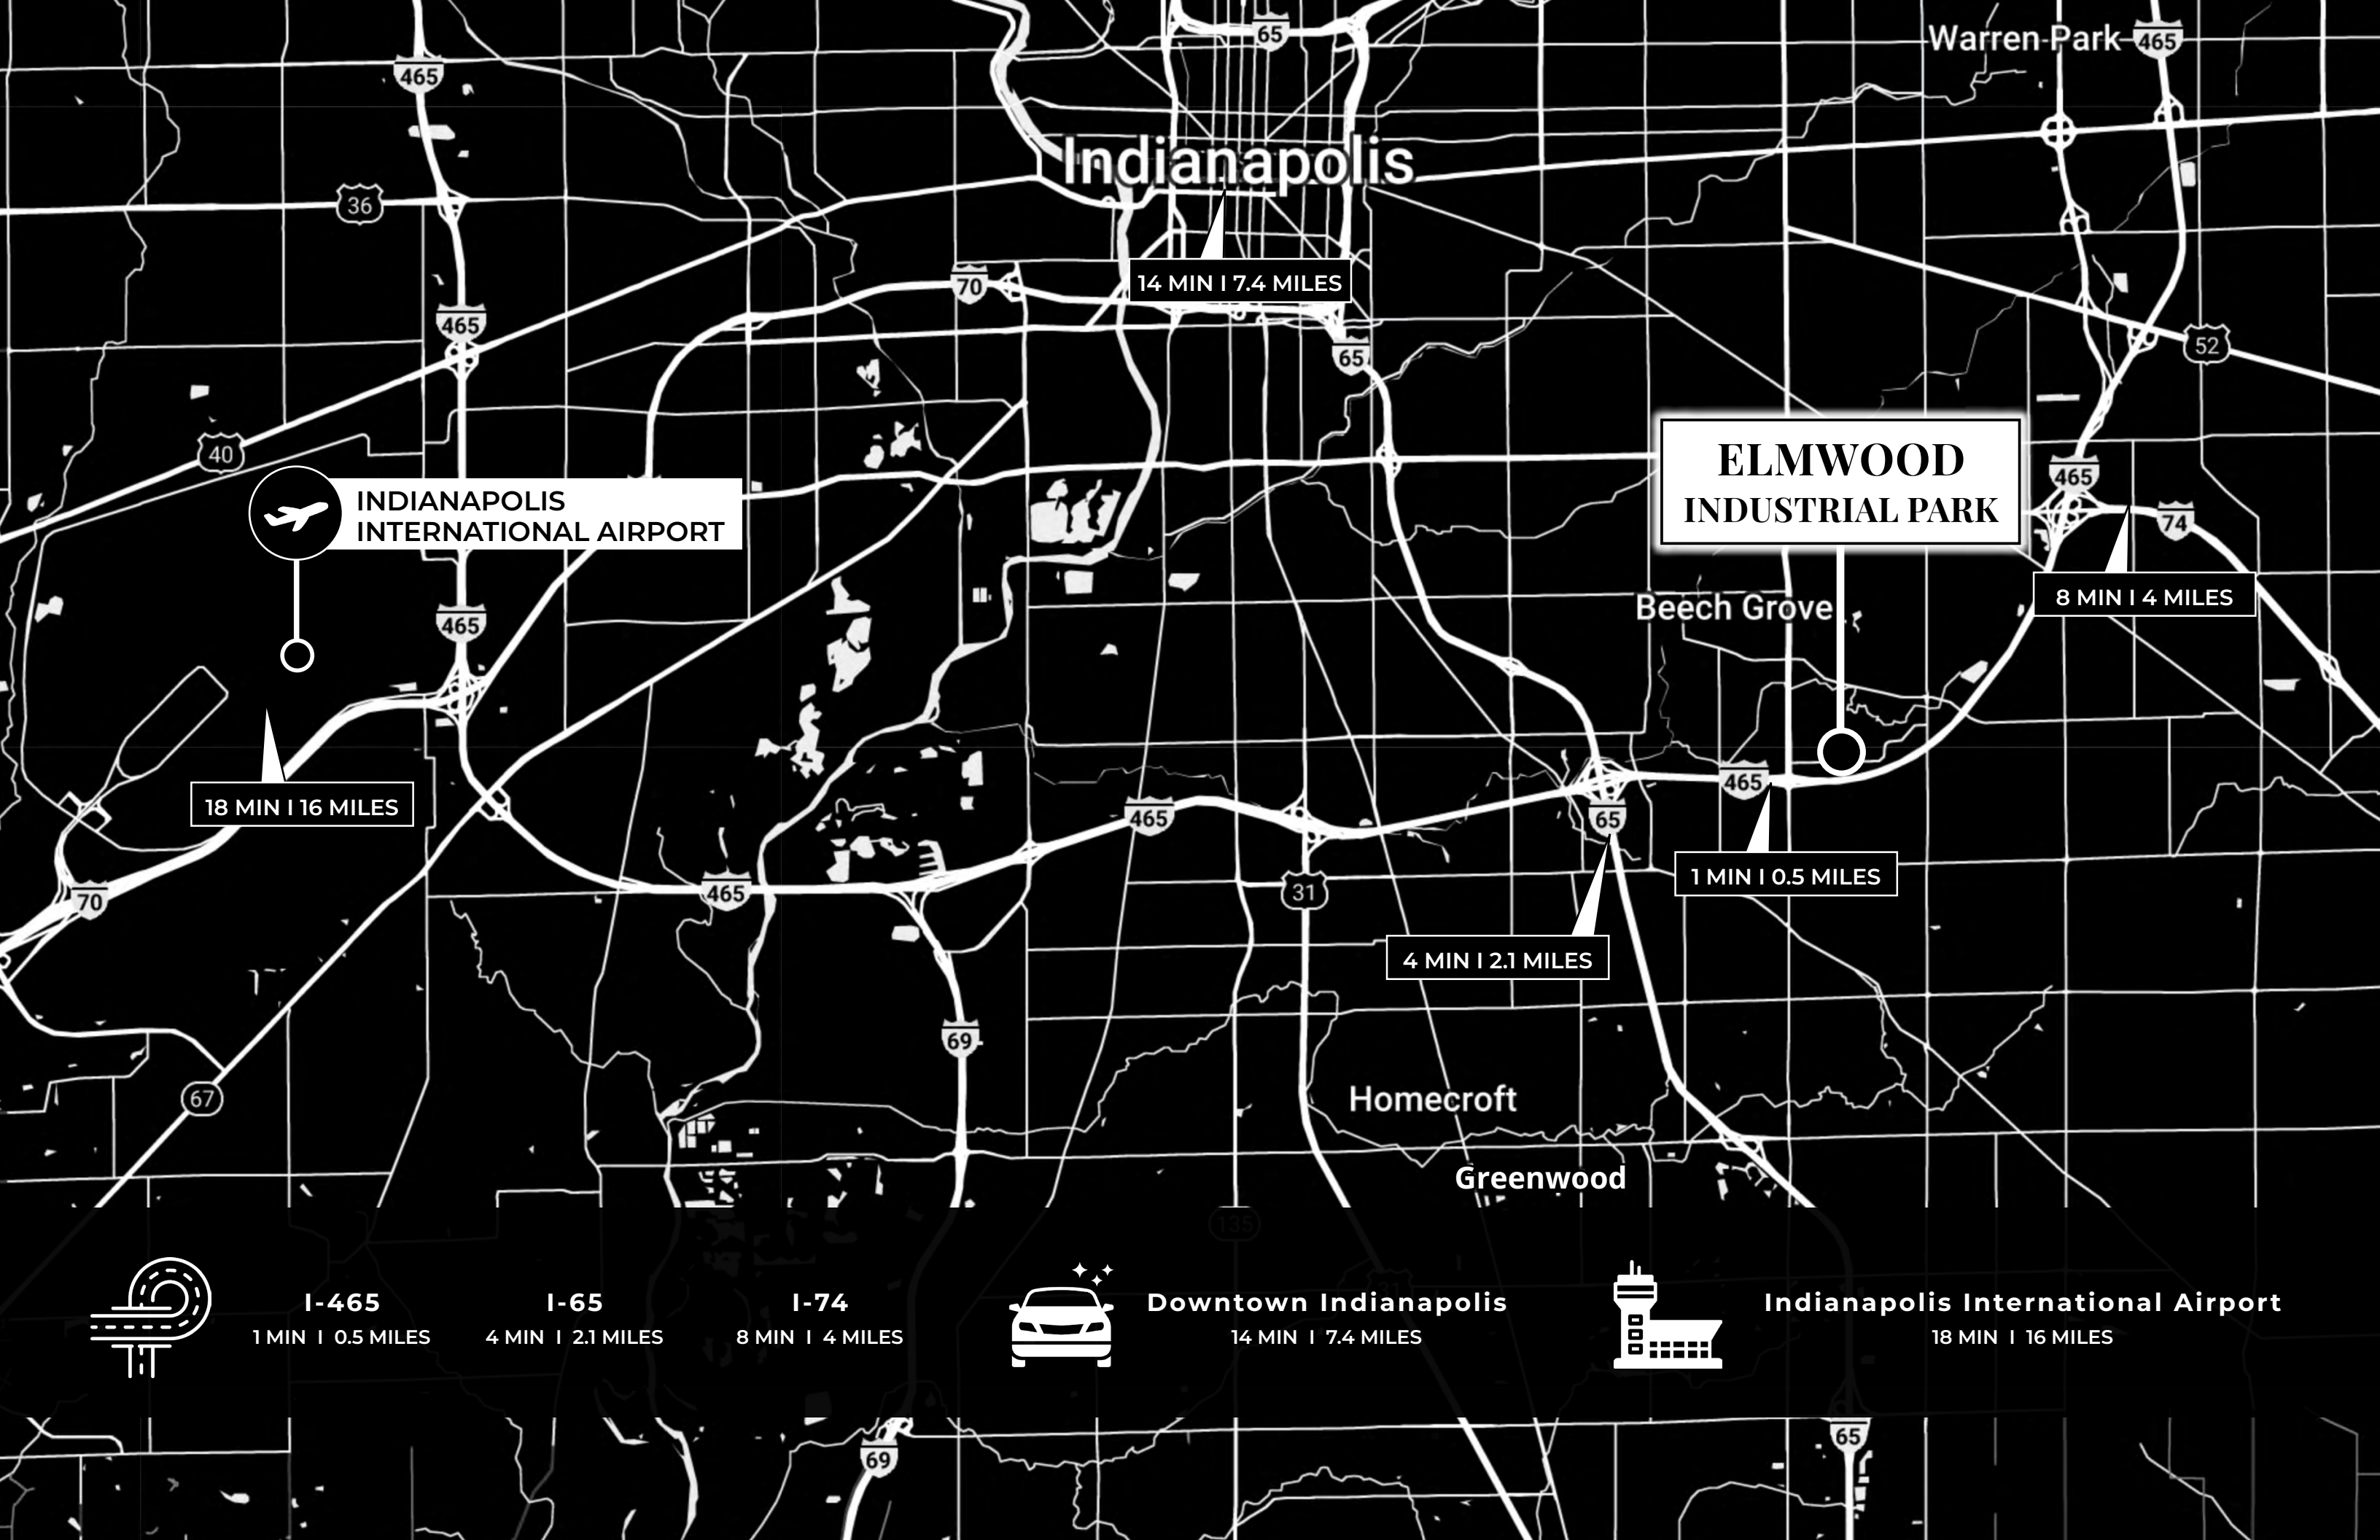 65
Warren Park
465
465
Indianapolis
36
70
14 MIN I 7.4 MILES
465
65
52
40
ELMWOOD
INDUSTRIAL PARK
465
74
INDIANAPOLIS
INTERNATIONAL AIRPORT
8 MIN I 4 MILES
Beech Grove
465
465
18 MIN I 16 MILES
465
65
1 MIN I 0.5 MILES
465
31
70
4 MIN I 2.1 MILES
69
67
Homecroft
Greenwood
135
31
I-465
1 MIN I 0.5 MILES
I-65
4 MIN I 2.1 MILES
I-74
8 MIN I 4 MILES
Downtown Indianapolis
14 MIN I 7.4 MILES
Indianapolis International Airport
18 MIN I 16 MILES
69
65